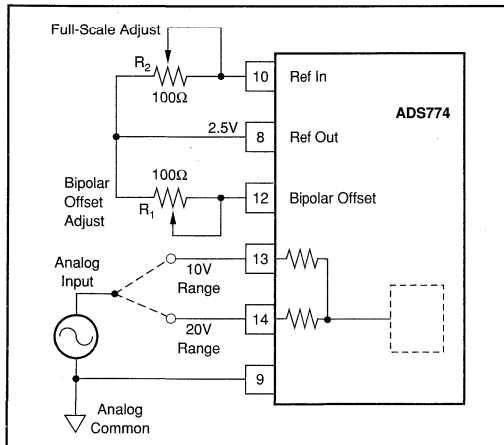 Full-Scale Adjust
R2
100Ω
10
Ref In
ADS774
2.5V
8
Ref Out
Bipolar
Offset
Adjust
100Ω
R1
12
Bipolar Offset
Analog
Input
10V
Range
13
20V
Range
14
9
Analog
Common